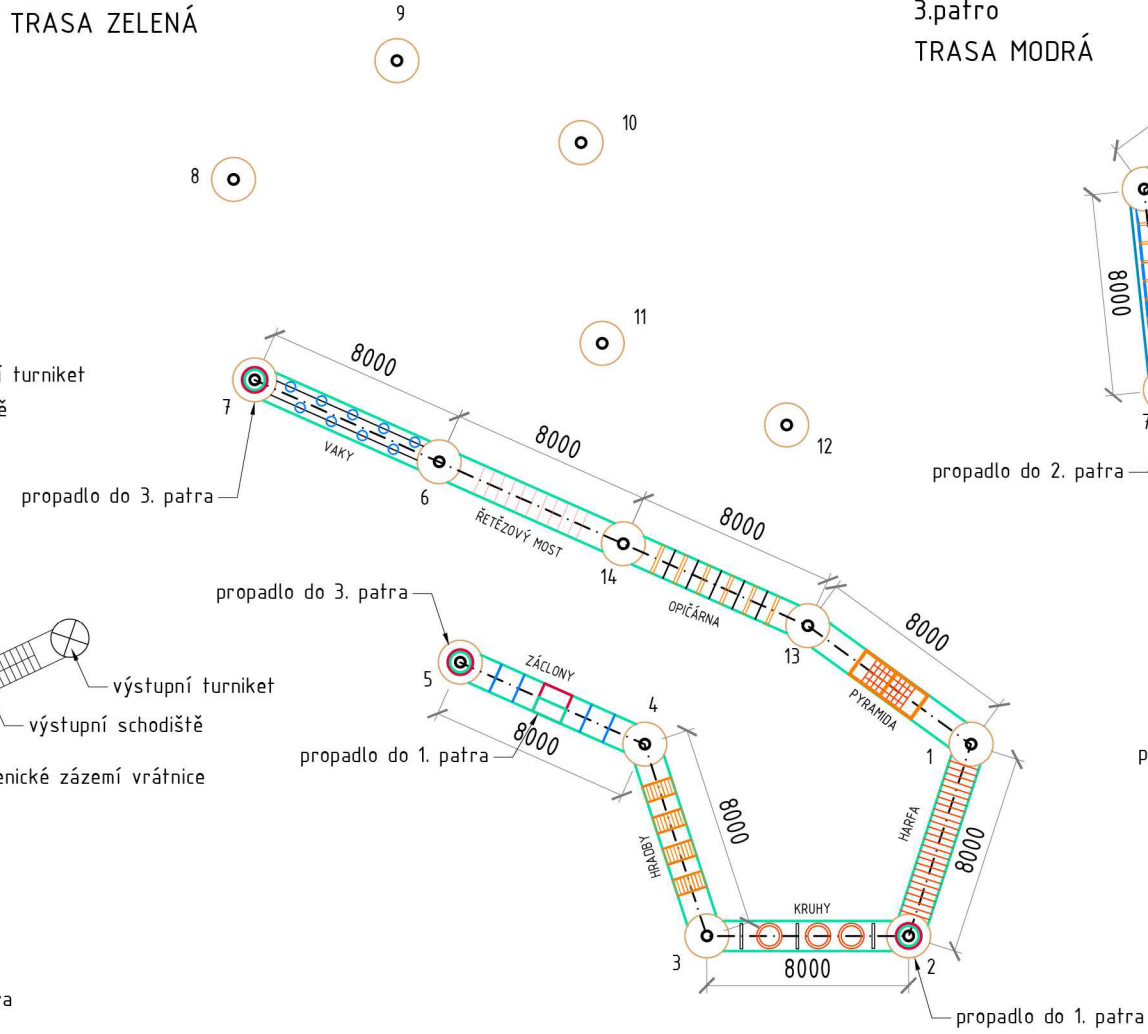 TRASA ZELENÁ
9
3.patro
TRASA MODRÁ
10
8
11
8000
7
8000
turniket
12
7
8000
VAKY
6
propadlo do 2. patra
propadlo do 3. patra
ŘETĚZOVÝ MOST
8000
14
OPIČÁRNA
propadlo do 3. patra
13
8000
ZÁCLONY
5
výstupní turniket
PYRAMIDA
4
výstupní schodiště
8000
1
propadlo do 1. patra
zázemí vrátnice
8000
HARFA
8000
HRADBY
KRUHY
3
8000
2
propadlo do 1. patra